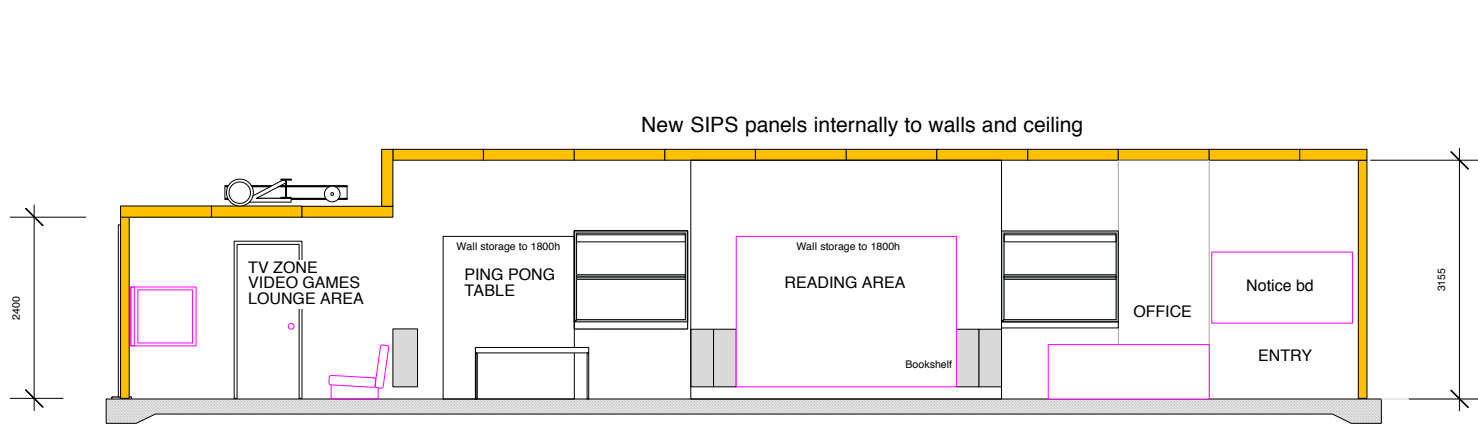 New SIPS panels internally to walls and ceiling
2400
TV ZONE
VIDEO GAMES
LOUNGE AREA
Wall storage to 1800h
PING PONG
TABLE
Wall storage to 1800h
READING AREA
Bookshelf
OFFICE
Notice bd
ENTRY
3155